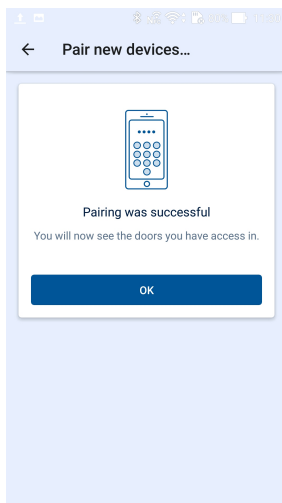 Pair new devices...
Pairing was successful
You will now see the doors you have access in.
OK